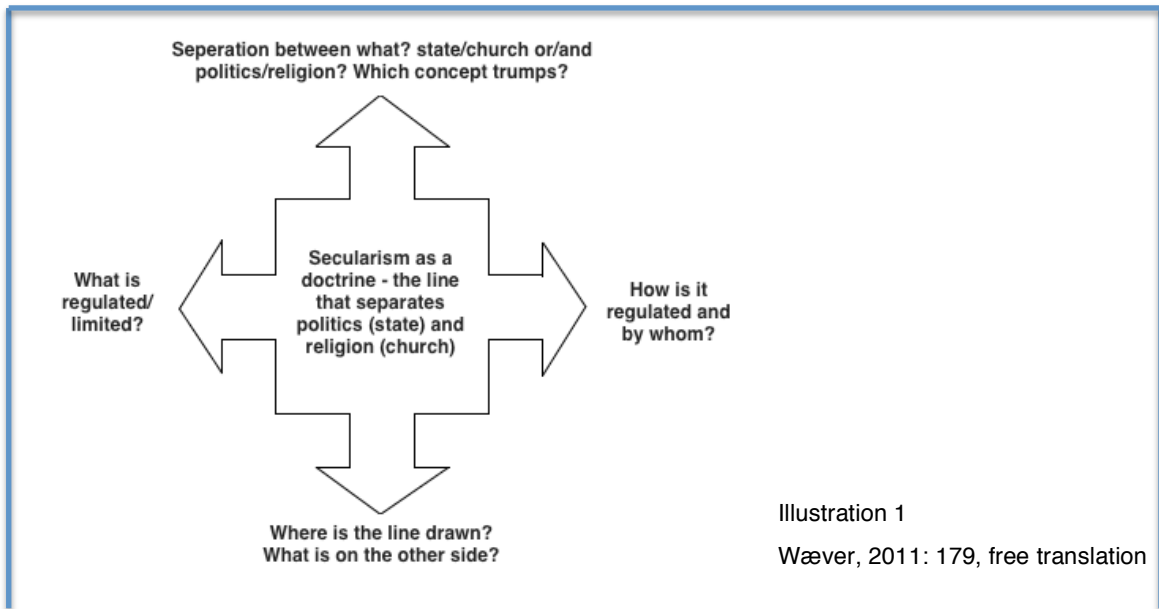 Seperation between what? state/church or/and
politics/religion? Which concept trumps?
What is
regulated/
limited?
Secularism as a
doctrine - the line
that separates
politics (state) and
religion (church)
How is it
regulated and
by whom?
Where is the line drawn?
What is on the other side?
Illustration 1
Wæver, 2011: 179, free translation